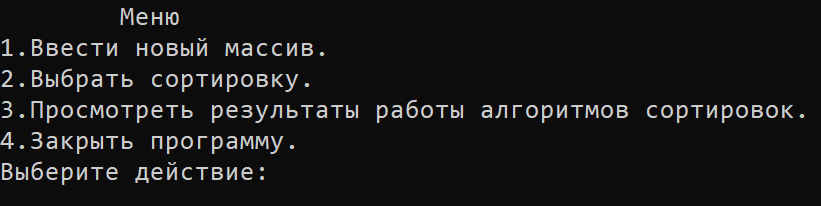 Меню
1.Ввести новый массив.
2.Выбрать сортировку.
3.Просмотреть результаты работы алгоритмов сортировок.
4.Закрыть программу.
Выберите действие: